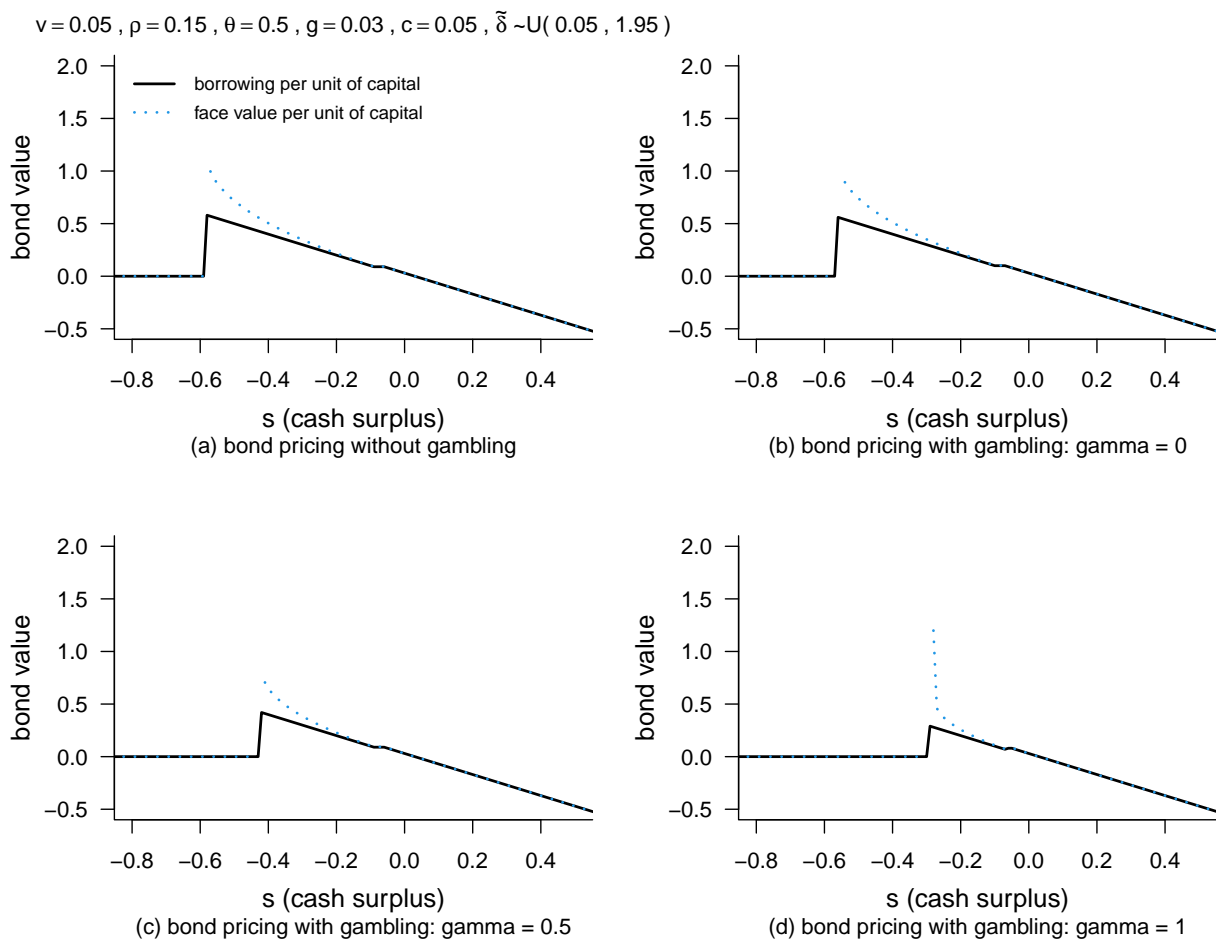 v = 0.05 , ρ = 0.15 , θ = 0.5 , g = 0.03 , c = 0.05 , δ̃ ~U( 0.05 , 1.95 )
borrowing per unit of capital
face value per unit of capital
bond value
2.0
1.5
1.0
0.5
0.0
−0.5
−0.8 −0.6 −0.4 −0.2 0.0 0.2 0.4
s (cash surplus)
(a) bond pricing without gambling
bond value
2.0
1.5
1.0
0.5
0.0
−0.5
−0.8 −0.6 −0.4 −0.2 0.0 0.2 0.4
s (cash surplus)
(b) bond pricing with gambling: gamma = 0
bond value
2.0
1.5
1.0
0.5
0.0
−0.5
−0.8 −0.6 −0.4 −0.2 0.0 0.2 0.4
s (cash surplus)
(c) bond pricing with gambling: gamma = 0.5
bond value
2.0
1.5
1.0
0.5
0.0
−0.5
−0.8 −0.6 −0.4 −0.2 0.0 0.2 0.4
s (cash surplus)
(d) bond pricing with gambling: gamma = 1